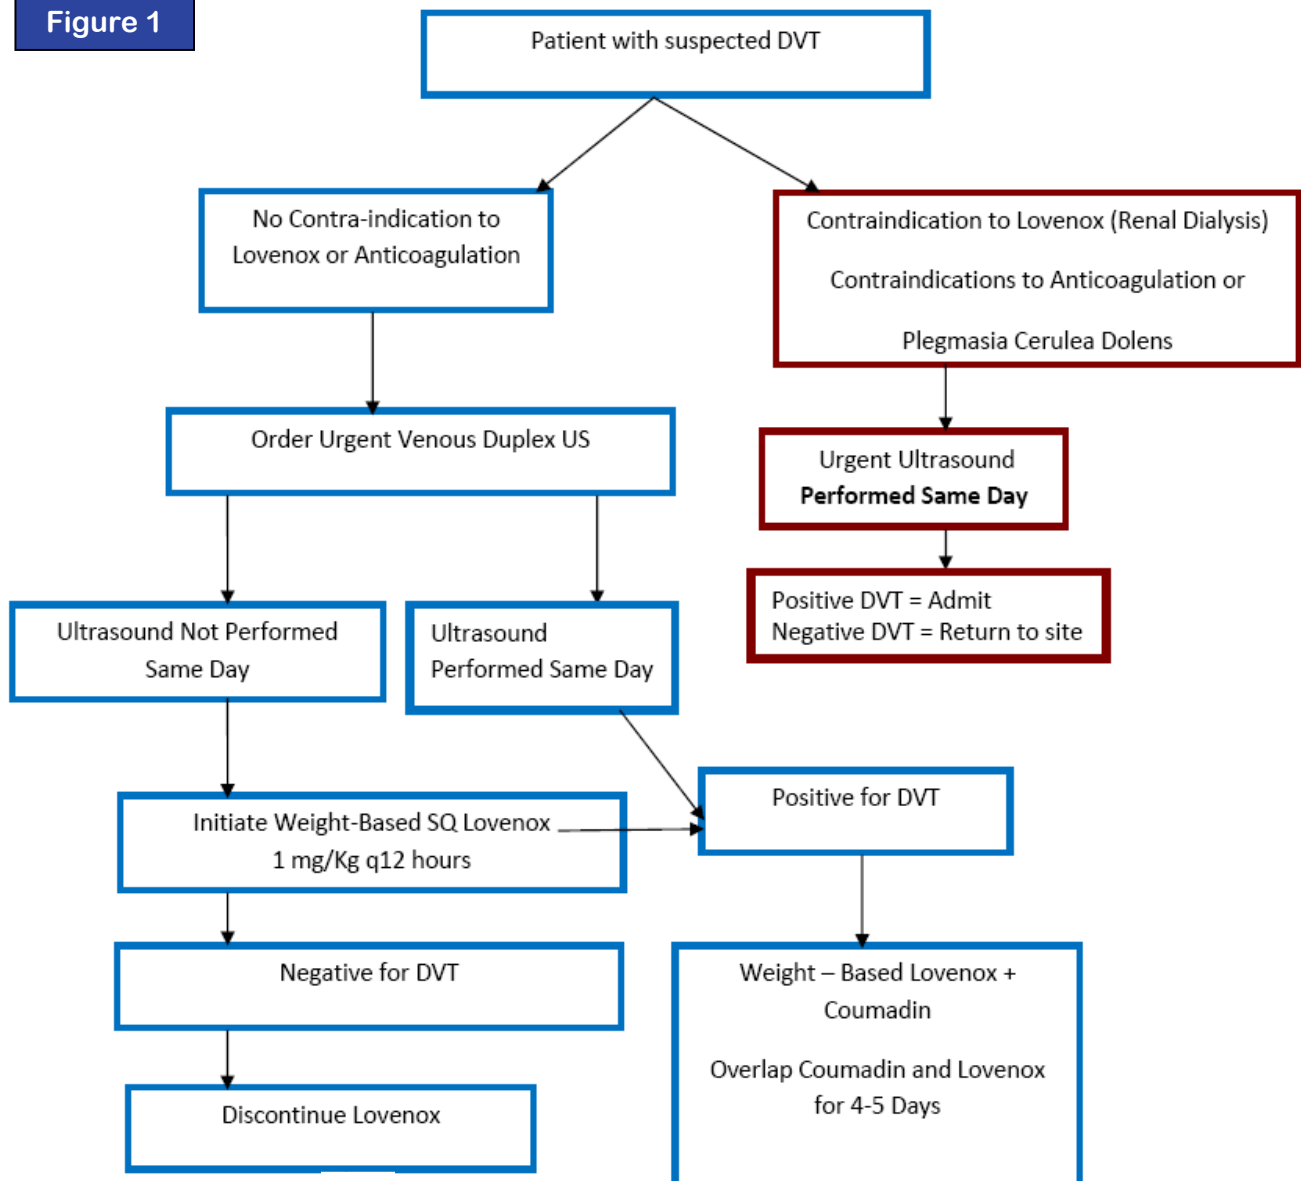 Figure 1
Patient with suspected DVT
No Contra-indication to
Lovenox or Anticoagulation
Contraindication to Lovenox (Renal Dialysis)
Contraindications to Anticoagulation or
Plegmasia Cerulea Dolens
Order Urgent Venous Duplex US
Urgent Ultrasound
Performed Same Day
Positive DVT = Admit
Negative DVT = Return to site
Ultrasound Not Performed
Same Day
Ultrasound
Performed Same Day
Initiate Weight-Based SQ Lovenox
1 mg/Kg q12 hours
Positive for DVT
Negative for DVT
Weight – Based Lovenox +
Coumadin
Overlap Coumadin and Lovenox
for 4-5 Days
Discontinue Lovenox